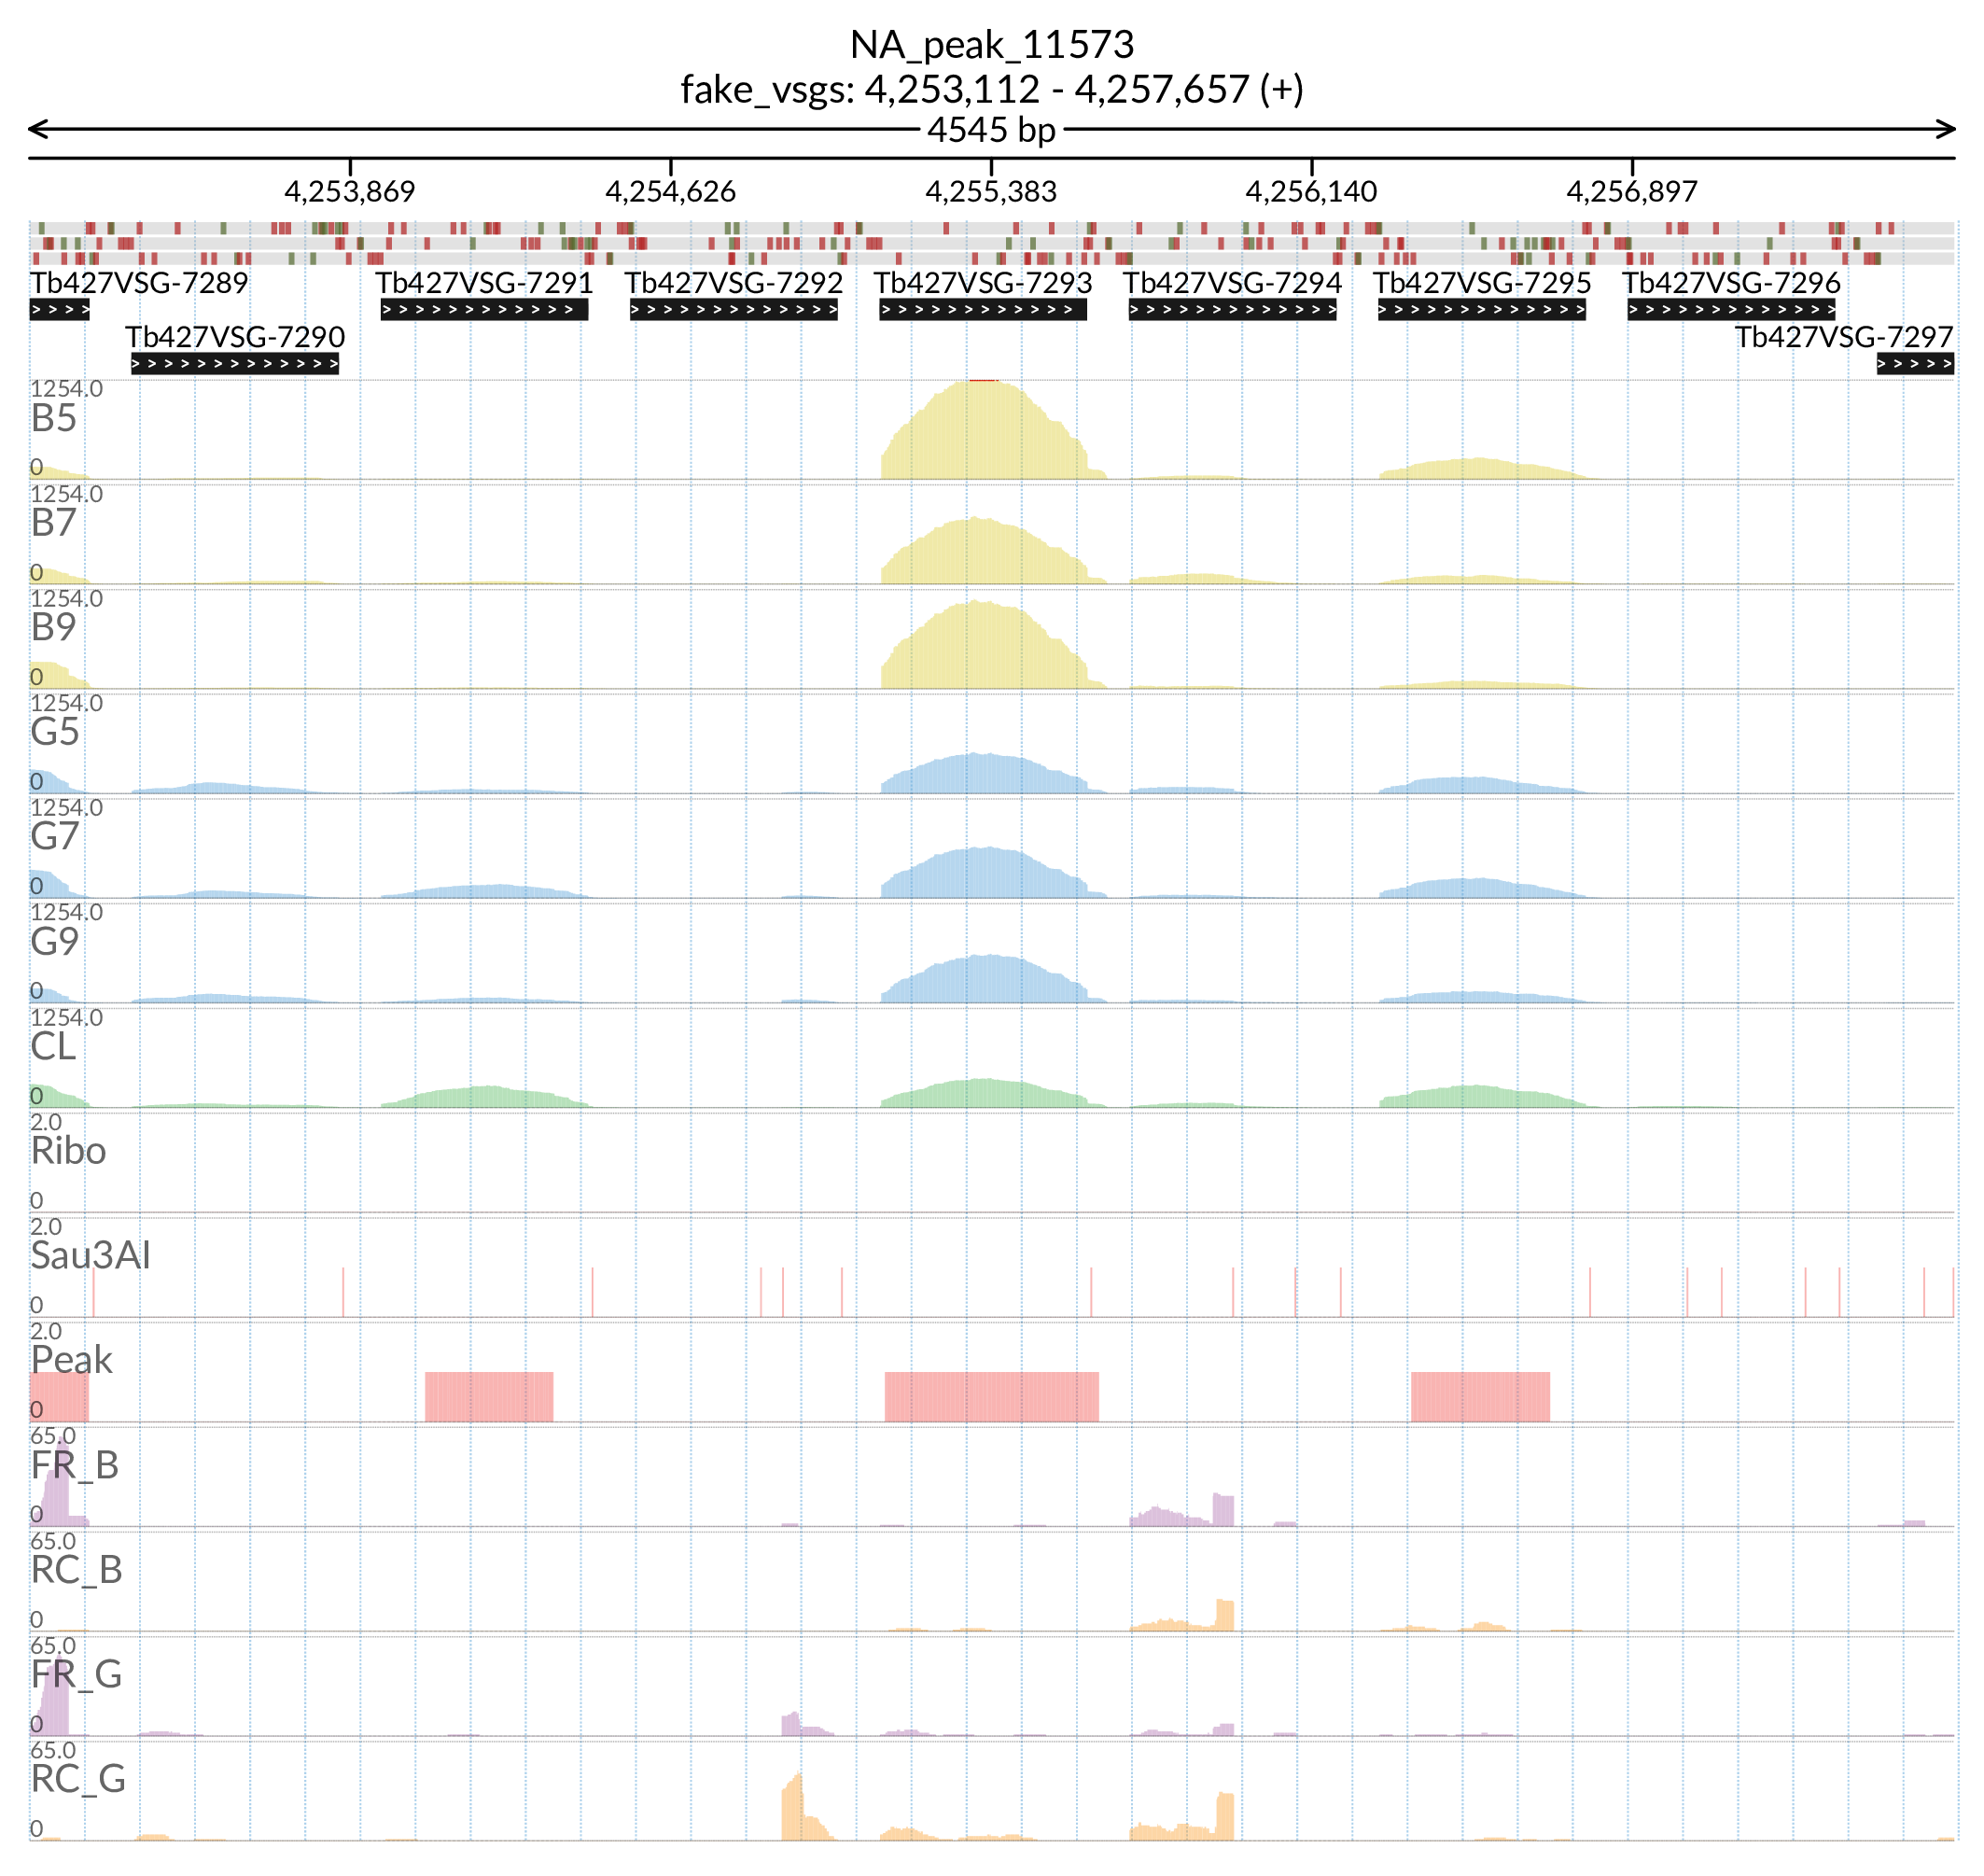 NA_peak_11573
fake_vsgs: 4,253,112 - 4,257,657 (+)
4545 bp
4,253,869 4,254,626 4,255,383 4,256,140 4,256,897
Tb427VSG-7289 Tb427VSG-7291 Tb427VSG-7292 Tb427VSG-7293 Tb427VSG-7294 Tb427VSG-7295 Tb427VSG-7296
Tb427VSG-7290 Tb427VSG-7297
1254.0
B5
0
1254.0
B7
0
1254.0
B9
0
1254.0
G5
0
1254.0
G7
0
1254.0
G9
0
1254.0
CL
0
2.0
Ribo
0
2.0
Sau3AI
0
2.0
Peak
0
65.0
FR_B
0
65.0
RC_B
0
65.0
FR_G
0
65.0
RC_G
0